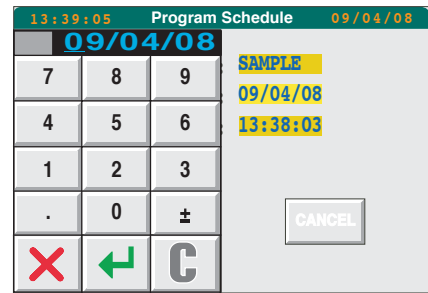 13:39:05 Program Schedule 09/04/08
09/04/08
: SAMPLE
: 09/04/08
: 13:38:03
7 8 9
4 5 6
1 2 3
. 0 ±
CANCEL
C